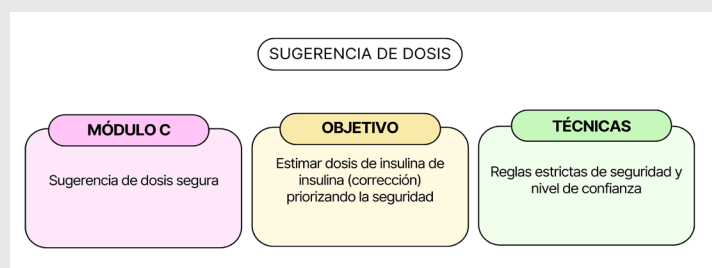 SUGERENCIA DE DOSIS
MÓDULO C
Sugerencia de dosis segura
OBJETIVO
Estimar dosis de insulina de
insulina (corrección)
priorizando la seguridad
TÉCNICAS
Reglas estrictas de seguridad y
nivel de confianza